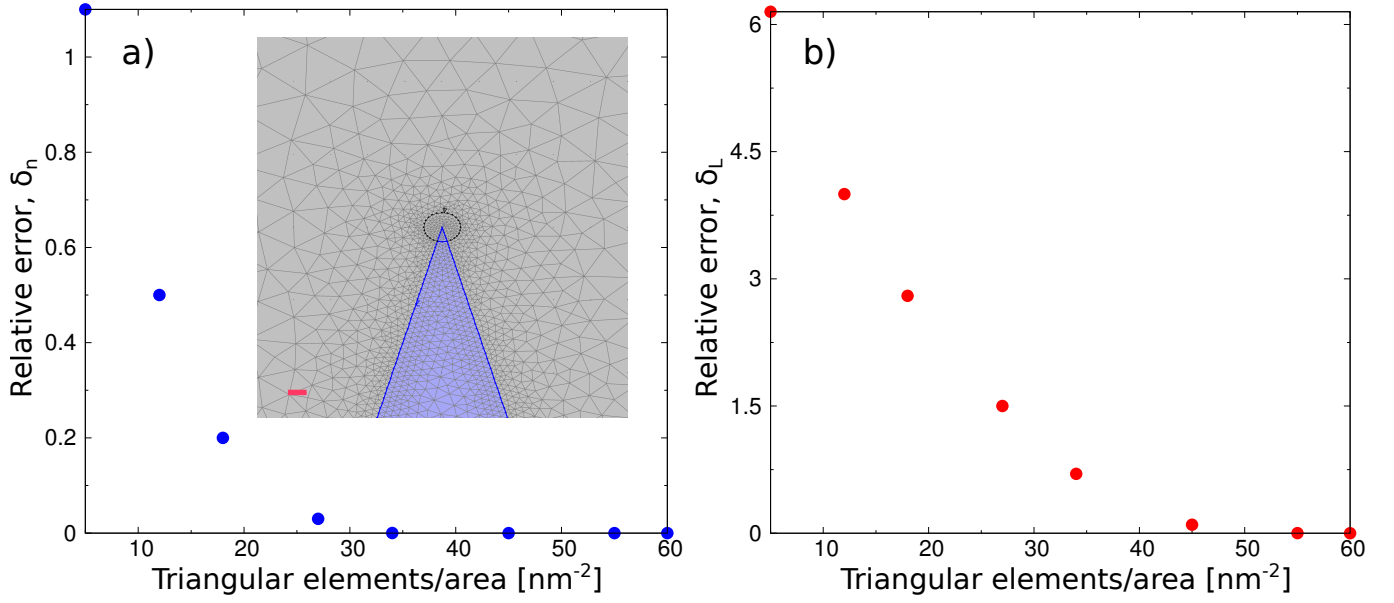 a)
1
0.8
0.6
0.4
0.2
0
10 20 30 40 50 60
Relative error, δn
Triangular elements/area [nm-2]
b)
6
4.5
3
1.5
0
10 20 30 40 50 60
Relative error, δL
Triangular elements/area [nm-2]